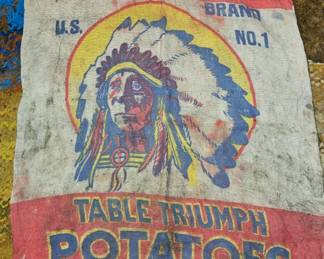 BRAND
U.S.
NO.1
TABLE TRIUMPH
POTATOES